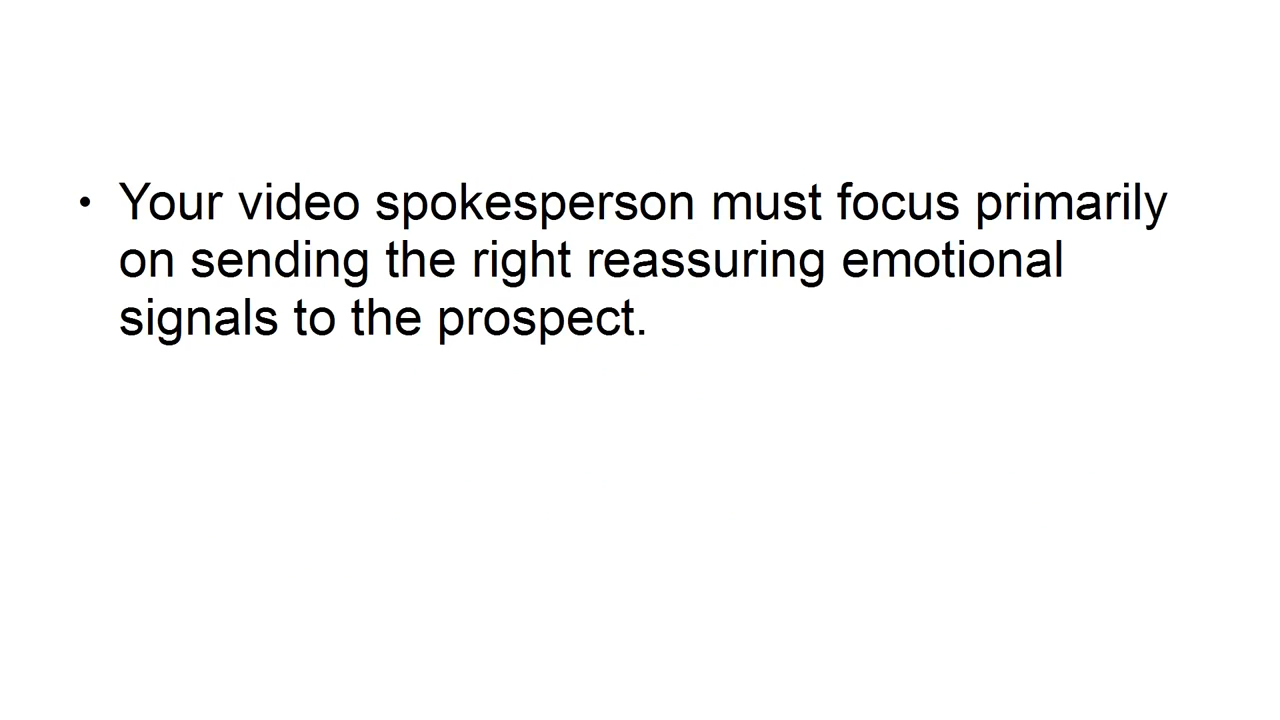 • Your video spokesperson must focus primarily
on sending the right reassuring emotional
signals to the prospect.